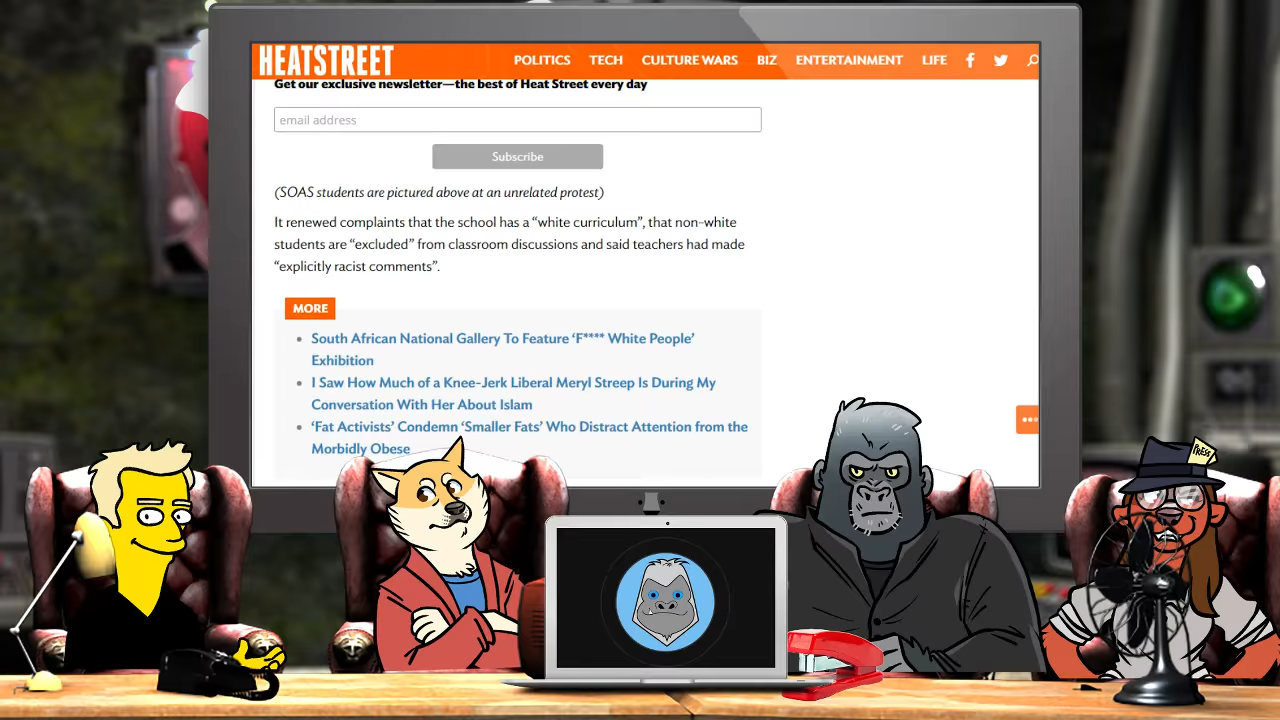 HEATSTREET
POLITICS TECH CULTURE WARS BIZ ENTERTAINMENT LIFE
Get our exclusive newsletter—the best of Heat Street every day
email address
Subscribe
(SOAS students are pictured above at an unrelated protest)
It renewed complaints that the school has a “white curriculum”, that non-white
students are “excluded” from classroom discussions and said teachers had made
“explicitly racist comments”.
MORE
South African National Gallery To Feature ‘F**** White People’
Exhibition
I Saw How Much of a Knee-Jerk Liberal Meryl Streep Is During My
Conversation With Her About Islam
‘Fat Activists’ Condemn ‘Smaller Fats’ Who Distract Attention from the
Morbidly Obese
PRESS